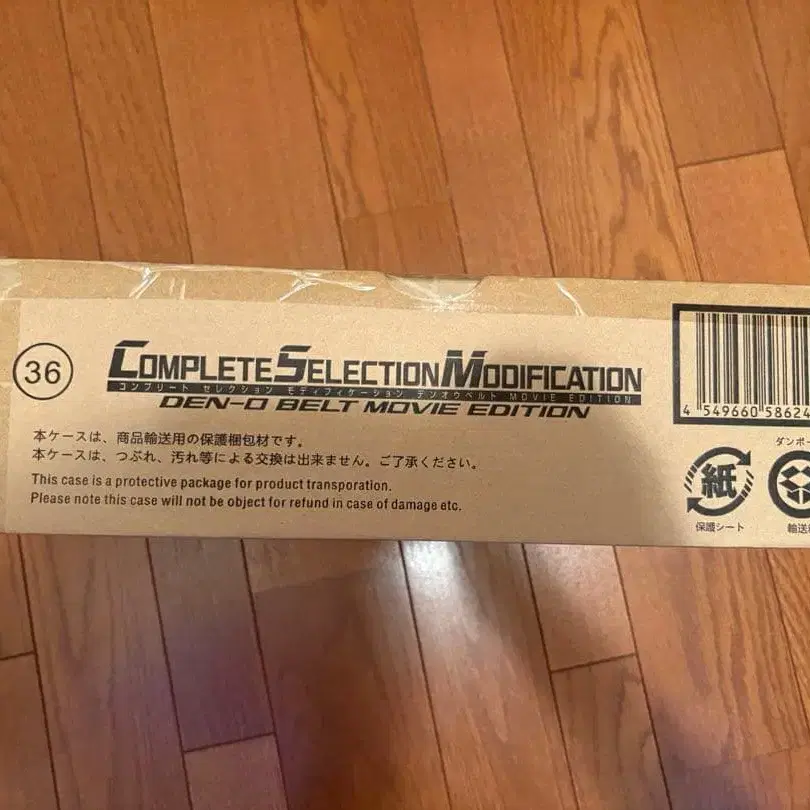 36
COMPLETE SELECTION MODIFICATION
コンプリート セレクション モディフィケーション デンオウベルト MOVIE EDITION
DEN-O BELT MOVIE EDITION
本ケースは、商品輸送用の保護梱包材です。
本ケースは、つぶれ、汚れ等による交換は出来ません。ご了承ください。
This case is a protective package for product transporation.
Please note this case will not be object for refund in case of damage etc.
4 549660 58624
紙
保護シート
ダンボー
輸送